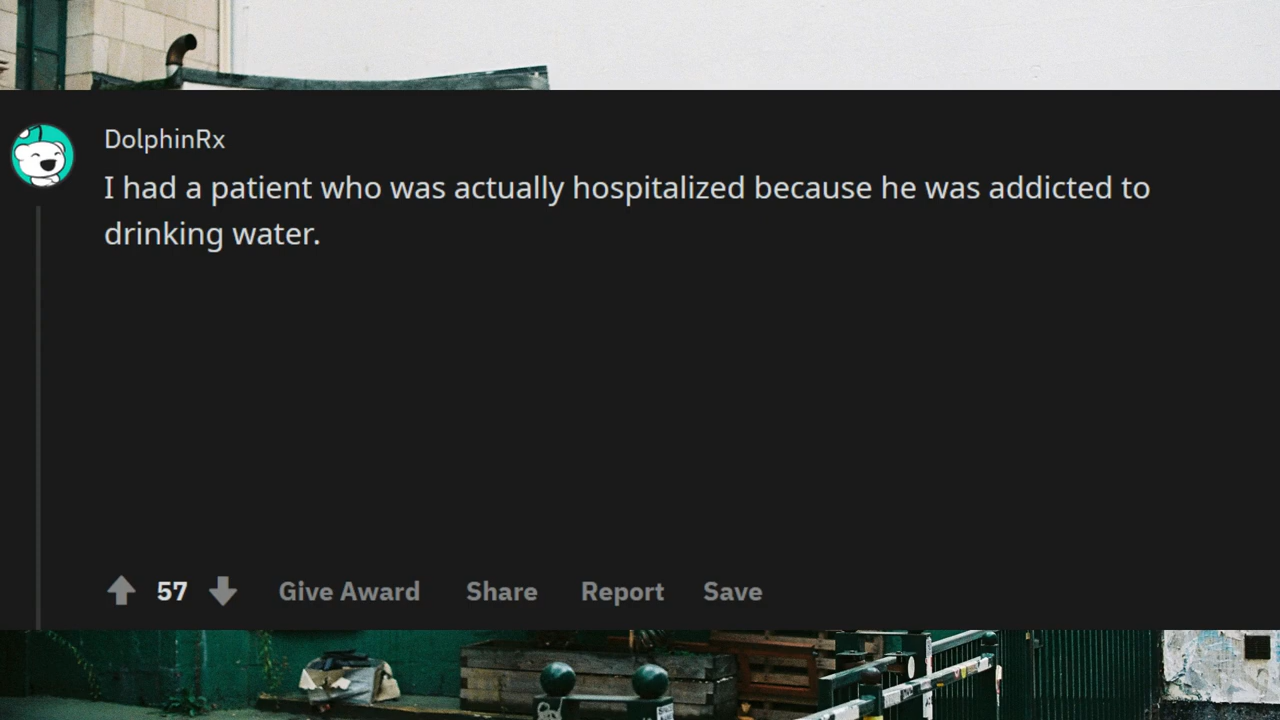 DolphinRx
I had a patient who was actually hospitalized because he was addicted to
drinking water.
57 Give Award Share Report Save